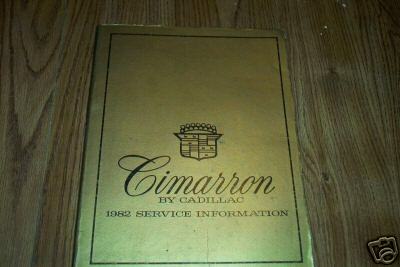 Cimarron
BY CADILLAC
1982 SERVICE INFORMATION